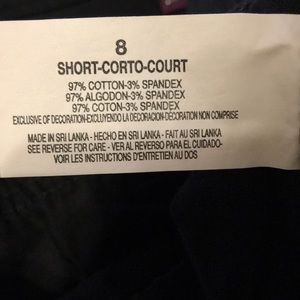 8
SHORT-CORTO-COURT
97% COTTON-3% SPANDEX
97% ALGODON-3% SPANDEX
97% COTON-3% SPANDEX
EXCLUSIVE OF DECORATION-EXCLUYENDO LA DECORACION-DECORATION NON COMPRISE
MADE IN SRI LANKA - HECHO EN SRI LANKA - FAIT AU SRI LANKA
SEE REVERSE FOR CARE - VER AL REVERSO PARA EL CUIDADO-
VOIR LES INSTRUCTIONS D'ENTRETIEN AU DOS